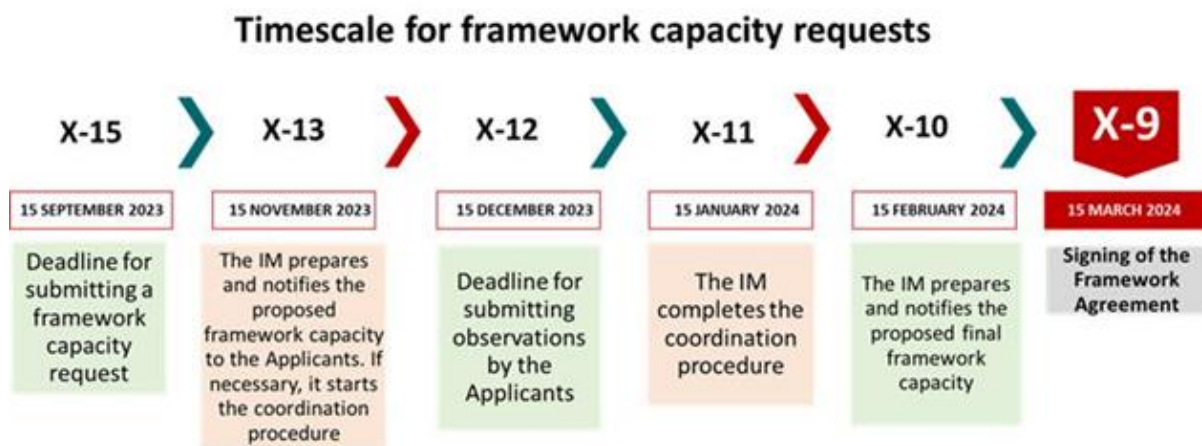 Timescale for framework capacity requests
X-15
X-13
X-12
X-11
X-10
X-9
15 SEPTEMBER 2023
15 NOVEMBER 2023
15 DECEMBER 2023
15 JANUARY 2024
15 FEBRUARY 2024
15 MARCH 2024
Deadline for
submitting a
framework
capacity
request
The IM prepares
and notifies the
proposed
framework capacity
to the Applicants. If
necessary, it starts
the coordination
procedure
Deadline for
submitting
observations
by the
Applicants
The IM
completes the
coordination
procedure
The IM prepares
and notifies the
proposed final
framework
capacity
Signing of the
Framework
Agreement